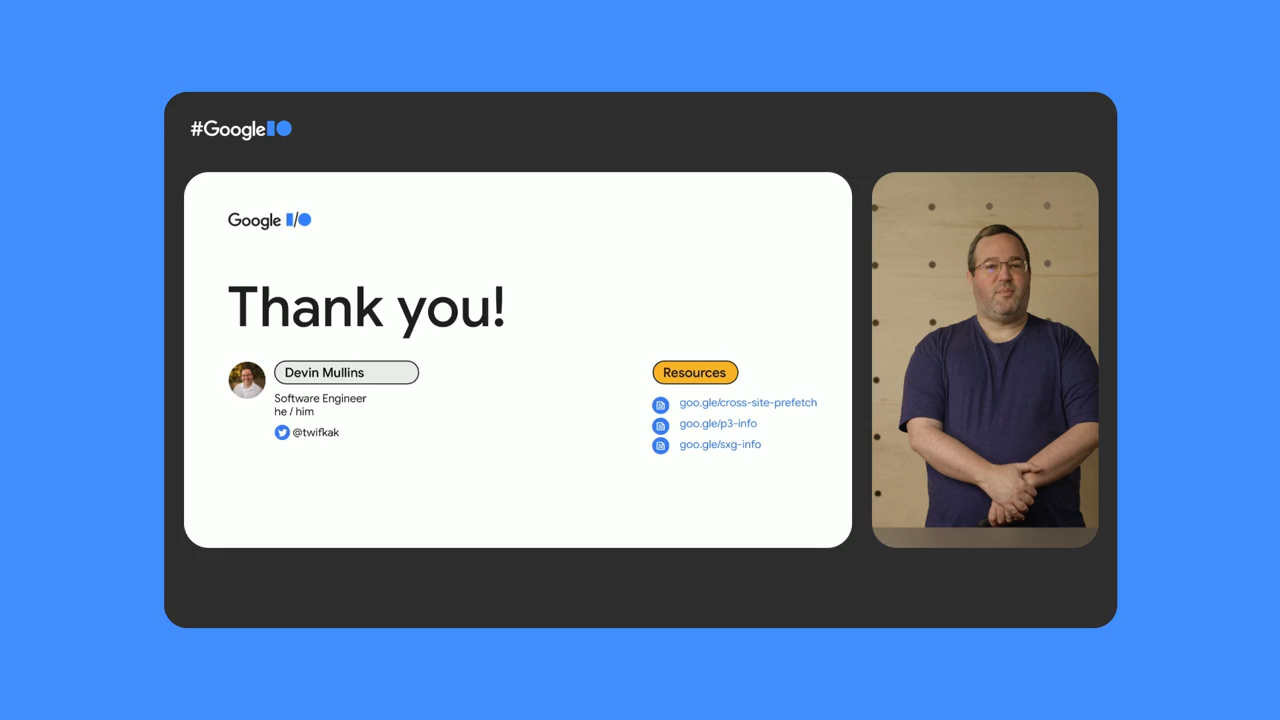 #GoogleIO
Google I/O
Thank you!
Devin Mullins
Software Engineer
he / him
@twifkak
Resources
goo.gle/cross-site-prefetch
goo.gle/p3-info
goo.gle/sxg-info